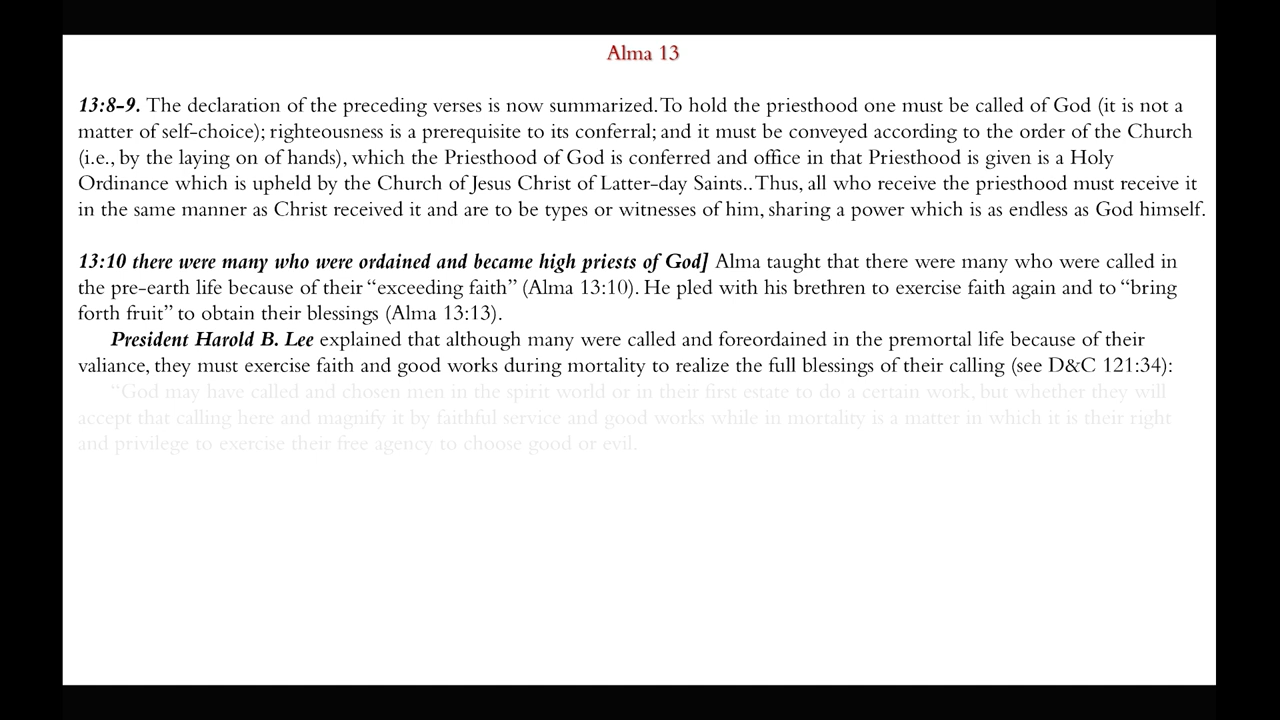 Alma 13
13:8-9. The declaration of the preceding verses is now summarized. To hold the priesthood one must be called of God (it is not a
matter of self-choice); righteousness is a prerequisite to its conferral; and it must be conveyed according to the order of the Church
(i.e., by the laying on of hands), which the Priesthood of God is conferred and office in that Priesthood is given is a Holy
Ordinance which is upheld by the Church of Jesus Christ of Latter-day Saints.. Thus, all who receive the priesthood must receive it
in the same manner as Christ received it and are to be types or witnesses of him, sharing a power which is as endless as God himself.
13:10 there were many who were ordained and became high priests of God] Alma taught that there were many who were called in
the pre-earth life because of their “exceeding faith” (Alma 13:10). He pled with his brethren to exercise faith again and to “bring
forth fruit” to obtain their blessings (Alma 13:13).
President Harold B. Lee explained that although many were called and foreordained in the premortal life because of their
valiance, they must exercise faith and good works during mortality to realize the full blessings of their calling (see D&C 121:34):
“God may have called and chosen men in the spirit world or in their first estate to do a certain work, but whether they will
accept that calling here and magnify it by faithful service and good works while in mortality is a matter in which it is their right
and privilege to exercise their free agency to choose good or evil.